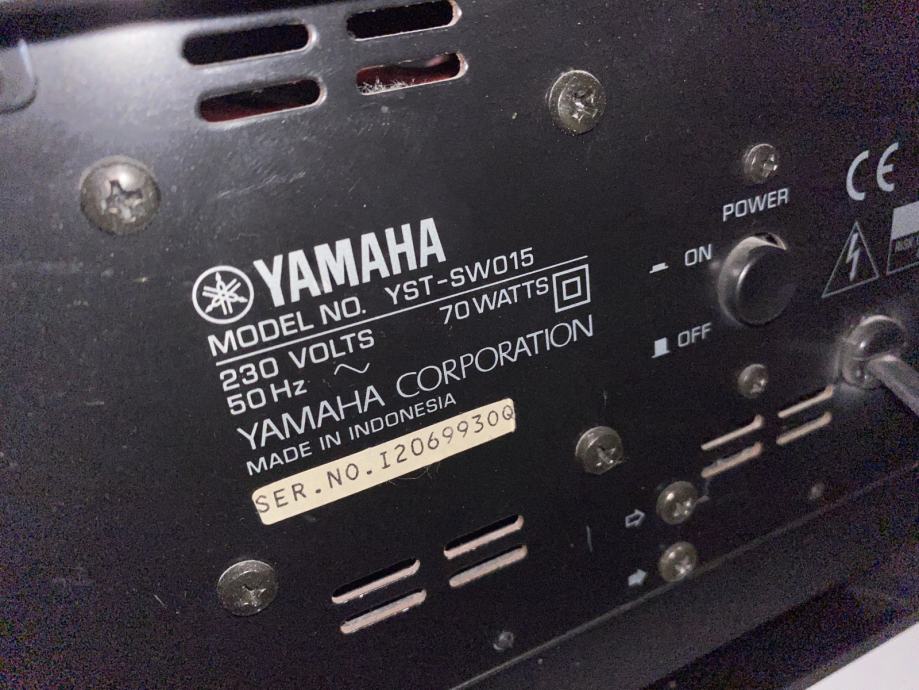 YAMAHA
MODEL NO. YST-SW015
230 VOLTS 70 WATTS
50 Hz ~
YAMAHA CORPORATION
MADE IN INDONESIA
SER.NO.I2069930Q
POWER
ON
OFF
CE